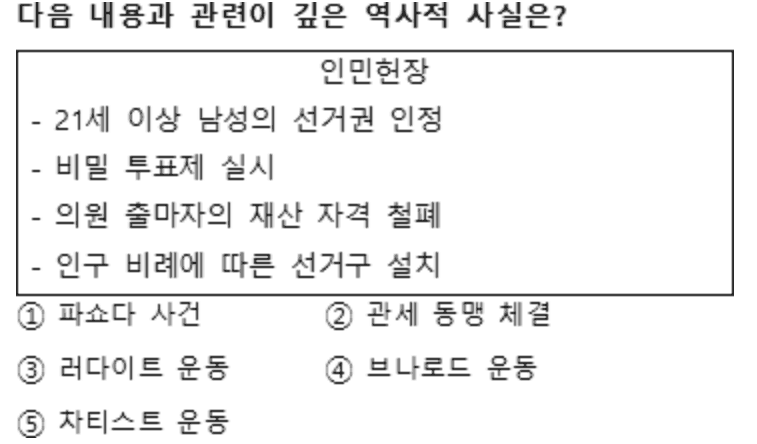 다음 내용과 관련이 깊은 역사적 사실은?
인민헌장
- 21세 이상 남성의 선거권 인정
- 비밀 투표제 실시
- 의원 출마자의 재산 자격 철폐
- 인구 비례에 따른 선거구 설치
① 파쇼다 사건 ② 관세 동맹 체결
③ 러다이트 운동 ④ 브나로드 운동
⑤ 차티스트 운동